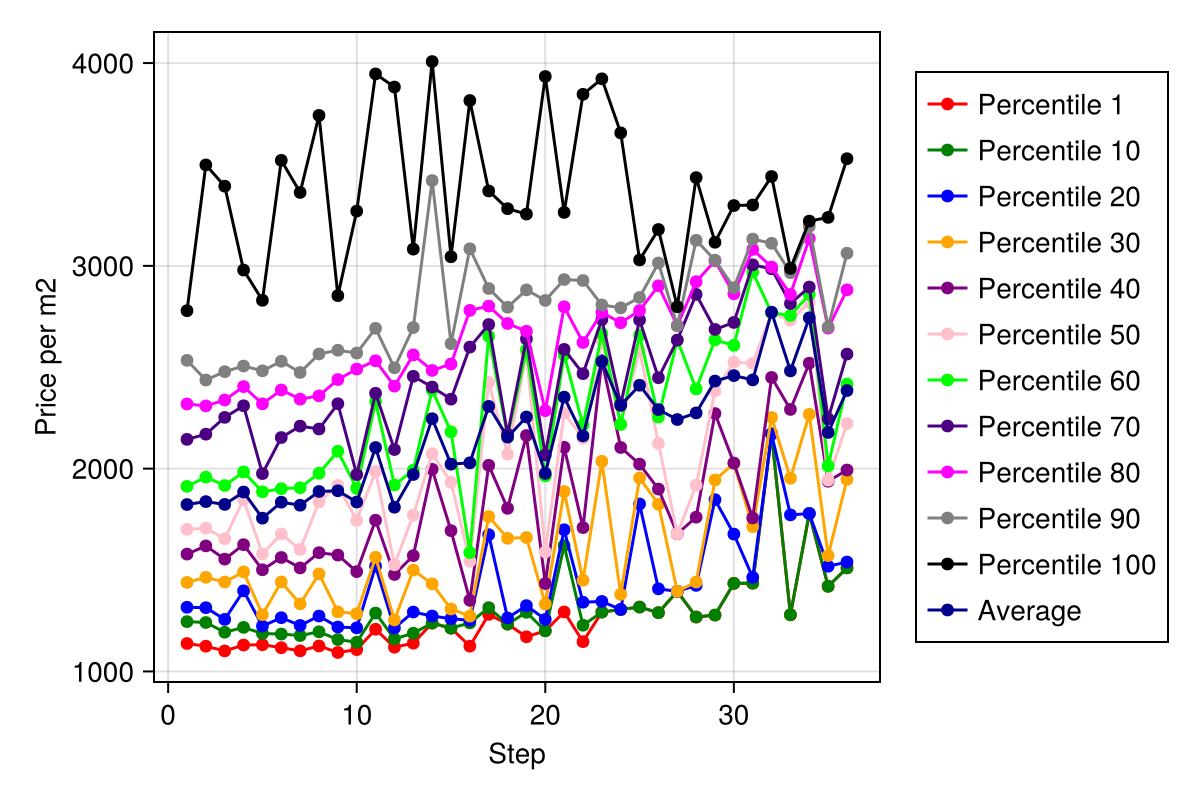 4000
3000
2000
1000
Price per m2
0 10 20 30
Step
Percentile 1
Percentile 10
Percentile 20
Percentile 30
Percentile 40
Percentile 50
Percentile 60
Percentile 70
Percentile 80
Percentile 90
Percentile 100
Average